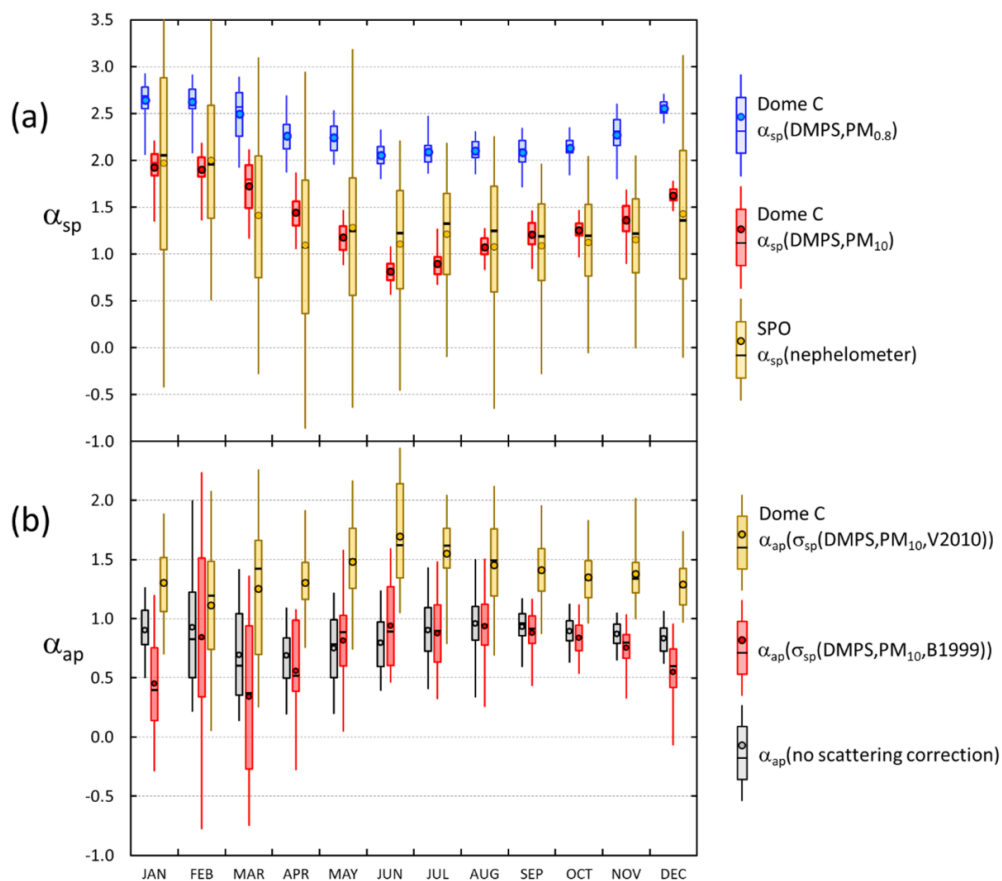 (a)
3.5
3.0
2.5
2.0
1.5
1.0
0.5
0.0
-0.5
-1.0
αsp
Dome C
αsp(DMPS,PM0.8)
Dome C
αsp(DMPS,PM10)
SPO
αsp(nephelometer)
(b)
2.0
1.5
1.0
0.5
0.0
-0.5
-1.0
αap
Dome C
αap(σsp(DMPS,PM10,V2010))
αap(σsp(DMPS,PM10,B1999))
αap(no scattering correction)
JAN FEB MAR APR MAY JUN JUL AUG SEP OCT NOV DEC